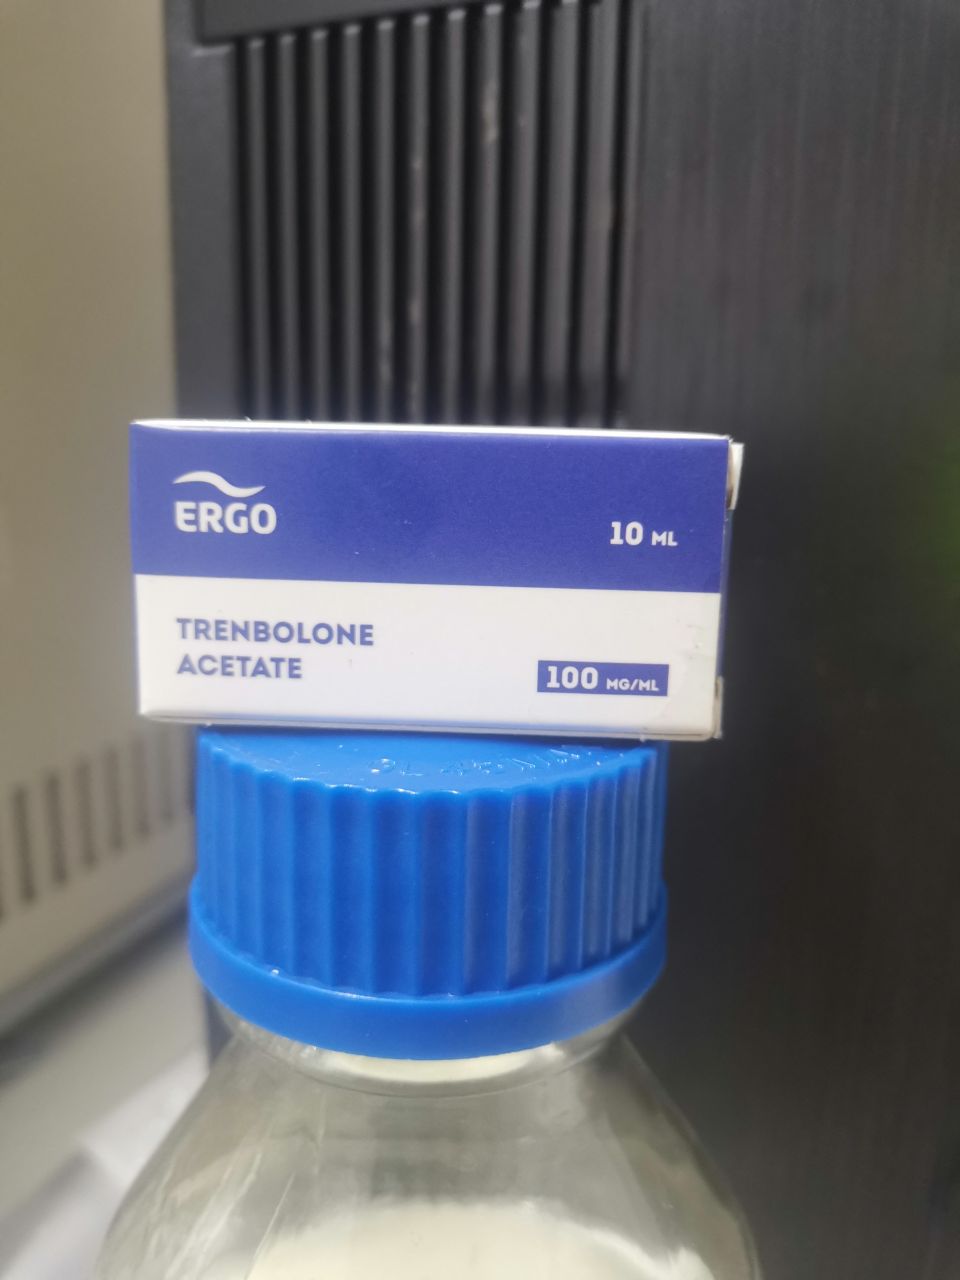 ERGO
10 ML
TRENBOLONE
ACETATE
100 MG/ML